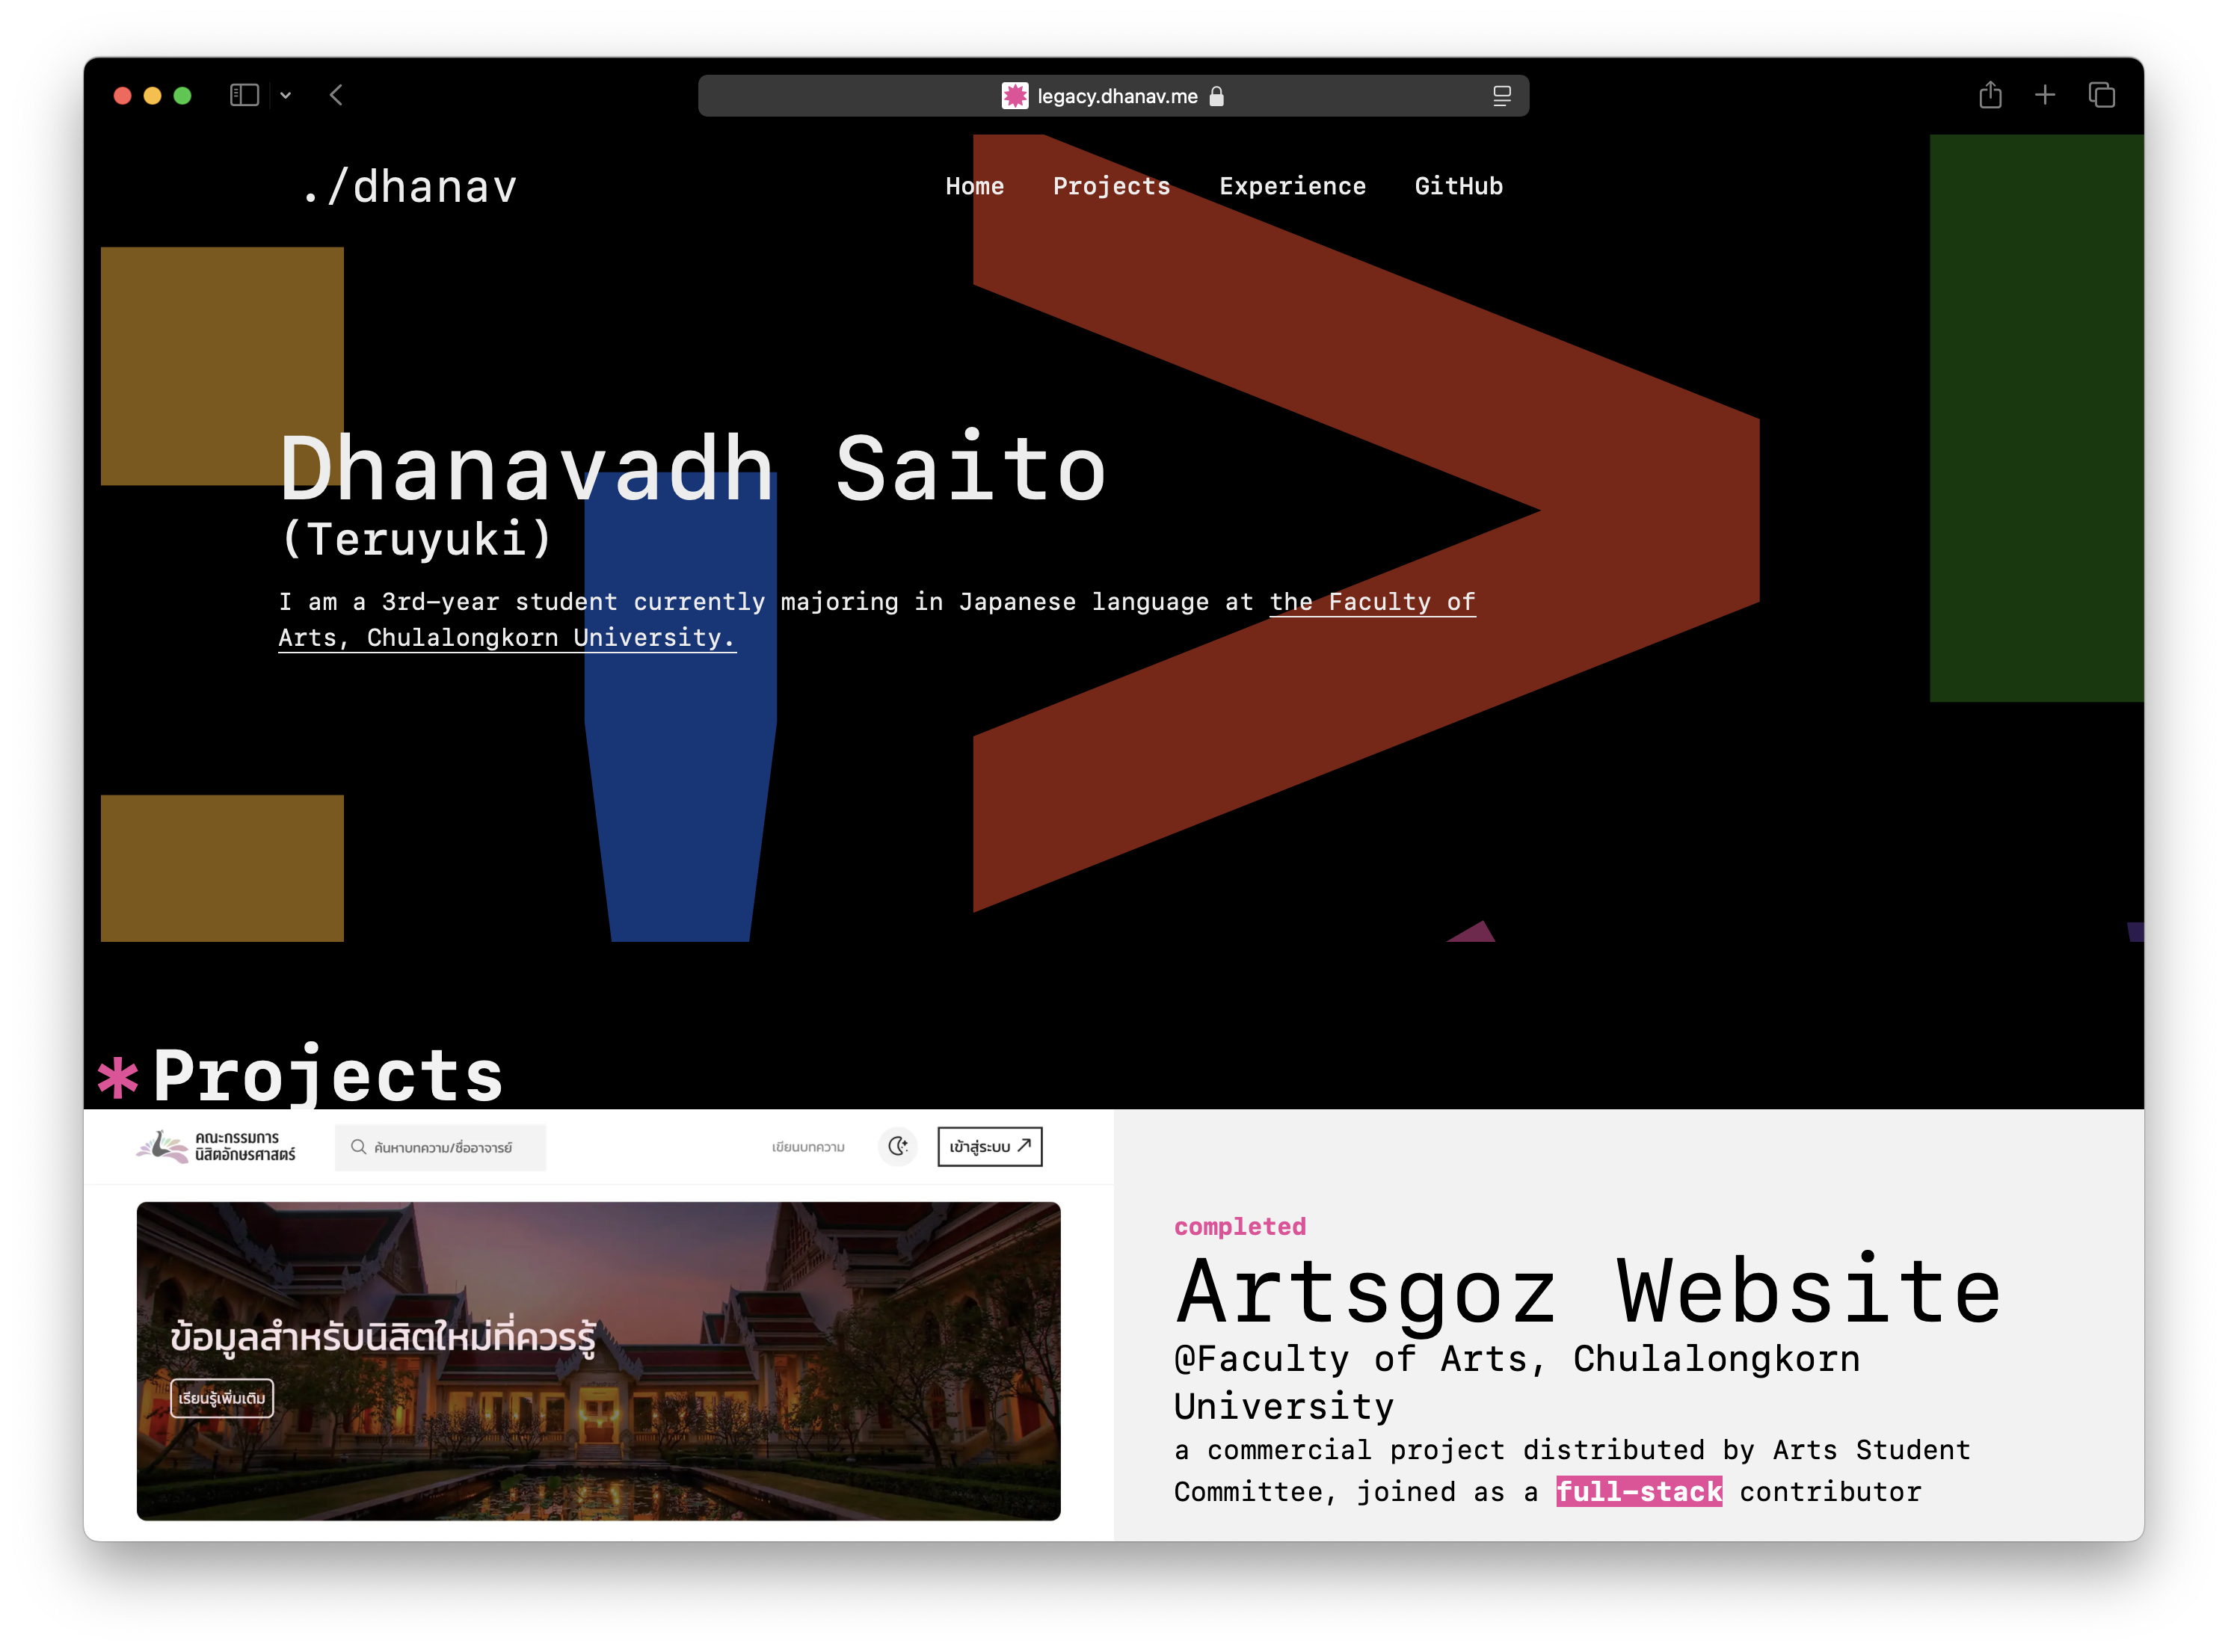 legacy.dhanav.me
./dhanav
Home Projects Experience GitHub
Dhanavadh Saito
(Teruyuki)
I am a 3rd-year student currently majoring in Japanese language at the Faculty of
Arts, Chulalongkorn University.
*Projects
คณะกรรมการ
นิสิตอักษรศาสตร์
ค้นหาบทความ/ชื่ออาจารย์
เขียนบทความ
เข้าสู่ระบบ
ข้อมูลสำหรับนิสิตใหม่ที่ควรรู้
เรียนรู้เพิ่มเติม
completed
Artsgoz Website
@Faculty of Arts, Chulalongkorn
University
a commercial project distributed by Arts Student
Committee, joined as a full-stack contributor